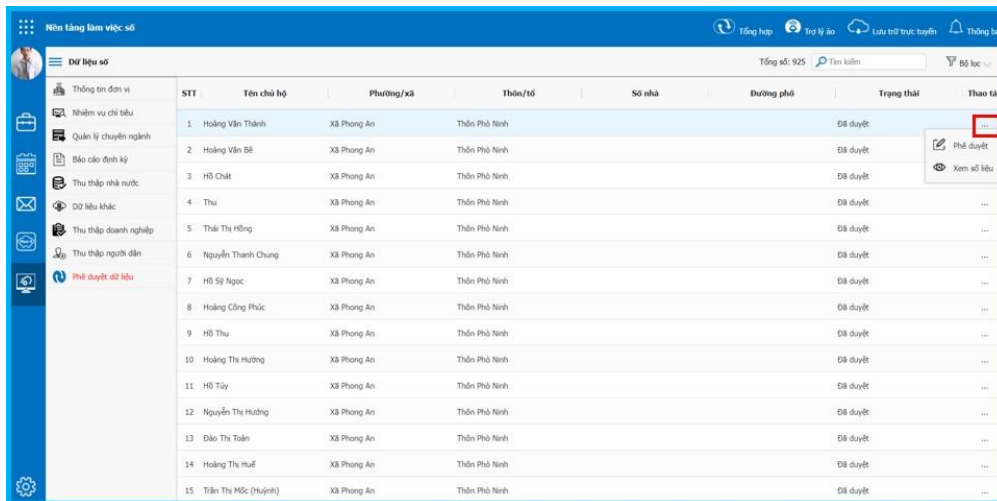 Nền tảng làm việc số
Tổng hợp Trợ lý ảo Lưu trữ trực tuyến Thông b
Dữ liệu số
Tổng số: 925 Tìm kiếm Bộ lọc
Thông tin đơn vị
Nhiệm vụ chỉ tiêu
Quản lý chuyên ngành
Báo cáo định kỳ
Thu thập nhà nước
Dữ liệu khác
Thu thập doanh nghiệp
Thu thập người dân
Phê duyệt dữ liệu
STT Tên chủ hộ Phường/xã Thôn/tổ Số nhà Đường phố Trạng thái Thao tá
1 Hoàng Văn Thành Xã Phong An Thôn Phò Ninh Đã duyệt ...
2 Hoàng Văn Bê Xã Phong An Thôn Phò Ninh Đã duyệt
Phê duyệt
Xem số liệu
3 Hồ Chát Xã Phong An Thôn Phò Ninh Đã duyệt
4 Thu Xã Phong An Thôn Phò Ninh Đã duyệt ...
5 Thái Thị Hồng Xã Phong An Thôn Phò Ninh Đã duyệt ...
6 Nguyễn Thanh Chung Xã Phong An Thôn Phò Ninh Đã duyệt ...
7 Hồ Sỹ Ngọc Xã Phong An Thôn Phò Ninh Đã duyệt ...
8 Hoàng Công Phúc Xã Phong An Thôn Phò Ninh Đã duyệt ...
9 Hồ Thu Xã Phong An Thôn Phò Ninh Đã duyệt ...
10 Hoàng Thị Hường Xã Phong An Thôn Phò Ninh Đã duyệt ...
11 Hồ Túy Xã Phong An Thôn Phò Ninh Đã duyệt ...
12 Nguyễn Thị Hướng Xã Phong An Thôn Phò Ninh Đã duyệt ...
13 Đào Thị Toàn Xã Phong An Thôn Phò Ninh Đã duyệt ...
14 Hoàng Thị Huế Xã Phong An Thôn Phò Ninh Đã duyệt ...
15 Trần Thị Mốc (Huỳnh) Xã Phong An Thôn Phò Ninh Đã duyệt ...